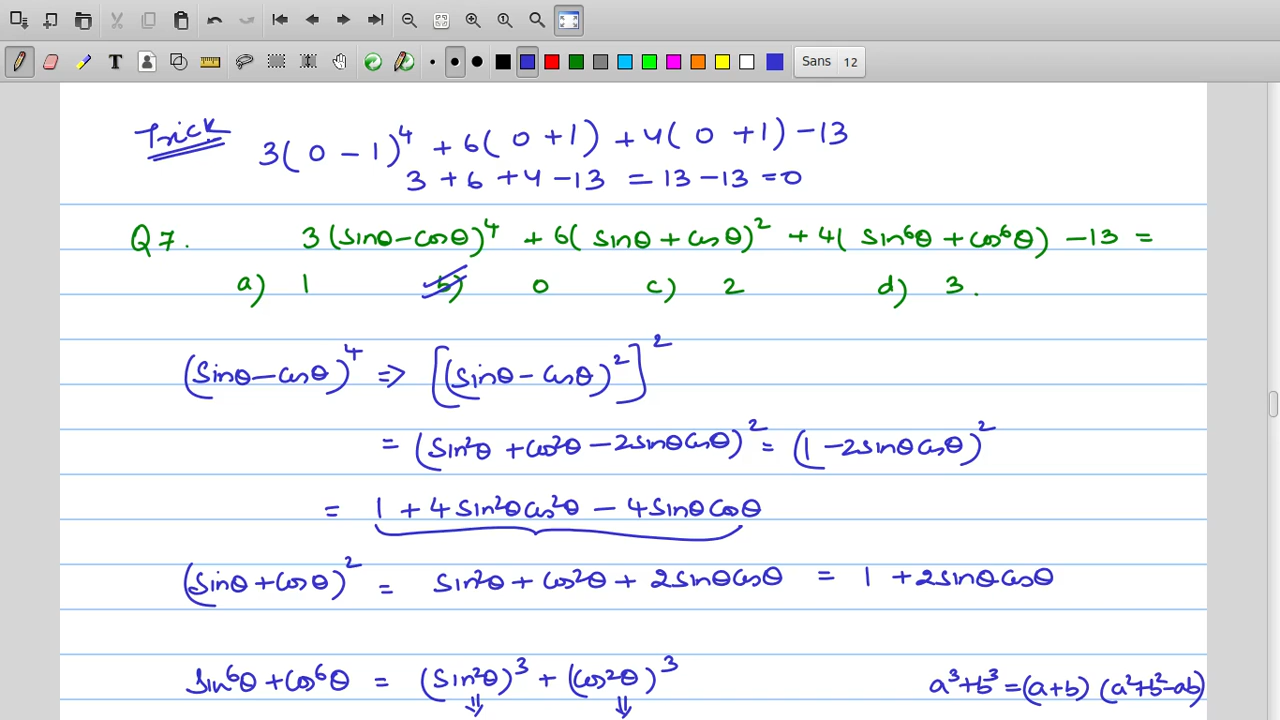 Sans 12
Trick 3(0-1)⁴ + 6(0+1) + 4(0+1) -13
3 + 6 + 4 -13 = 13 -13 = 0
Q7. 3(sinθ-cosθ)⁴ + 6(sinθ+cosθ)² + 4(sin⁶θ+cos⁶θ) -13 =
a) 1 b) 0 c) 2 d) 3.
(sinθ-cosθ)⁴ => [(sinθ-cosθ)²]²
= (sin²θ+cos²θ-2sinθcosθ)² = (1-2sinθcosθ)²
= 1 + 4sin²θcos²θ - 4sinθcosθ
(sinθ+cosθ)² = sin²θ+cos²θ+2sinθcosθ = 1 +2sinθcosθ
sin⁶θ+cos⁶θ = (sin²θ)³ + (cos²θ)³ a³+b³=(a+b)(a²+b²-ab)